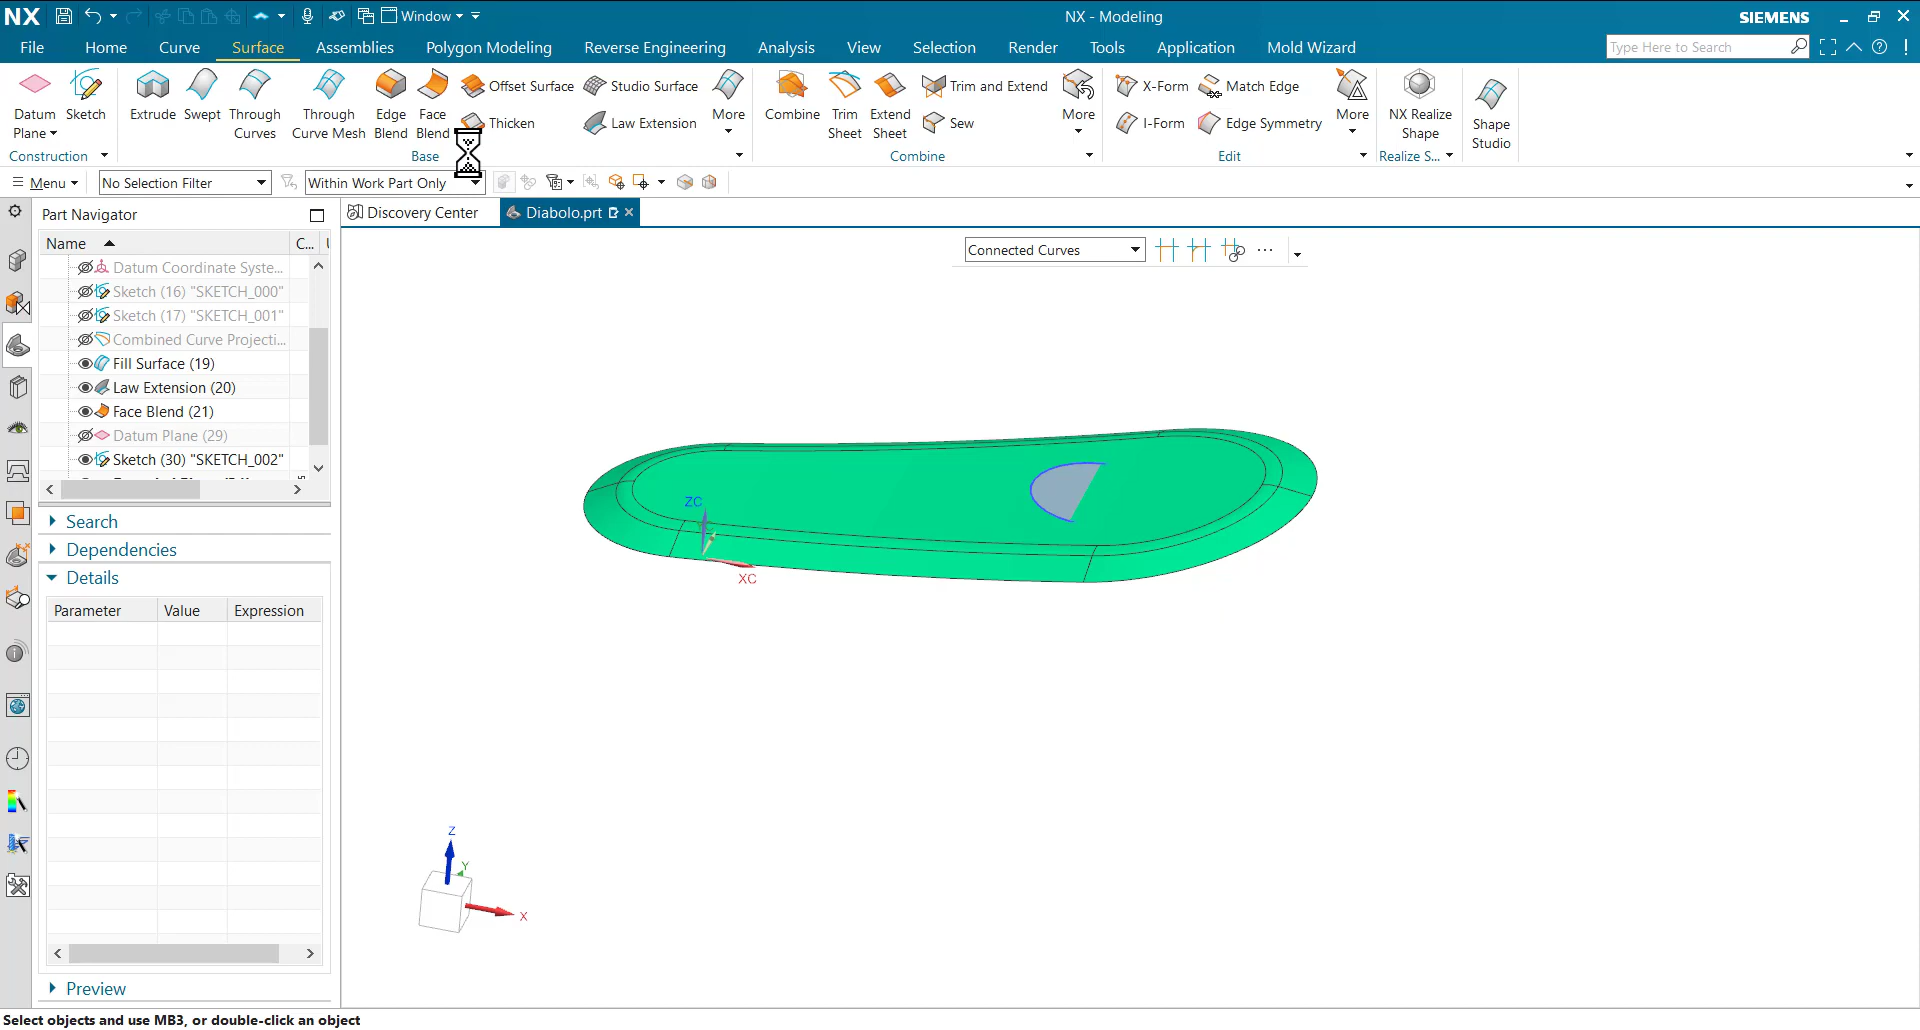 NX Window NX - Modeling SIEMENS
File Home Curve Surface Assemblies Polygon Modeling Reverse Engineering Analysis View Selection Render Tools Application Mold Wizard Type Here to Search
Datum Plane Sketch Extrude Swept Through Curves Through Curve Mesh Edge Blend Face Blend Offset Surface Studio Surface More Combine Trim Sheet Extend Sheet Trim and Extend More X-Form Match Edge More NX Realize Shape Shape Studio
Thicken Law Extension Sew I-Form Edge Symmetry
Construction Base Combine Edit Realize S...
Menu No Selection Filter Within Work Part Only
Part Navigator Discovery Center Diabolo.prt
Name C... Connected Curves
Datum Coordinate Syste...
Sketch (16) "SKETCH_000"
Sketch (17) "SKETCH_001"
Combined Curve Projecti...
Fill Surface (19)
Law Extension (20)
Face Blend (21)
Datum Plane (29)
Sketch (30) "SKETCH_002"
ZC
XC
Search
Dependencies
Details
Parameter Value Expression
Z
Y
X
Preview
Select objects and use MB3, or double-click an object